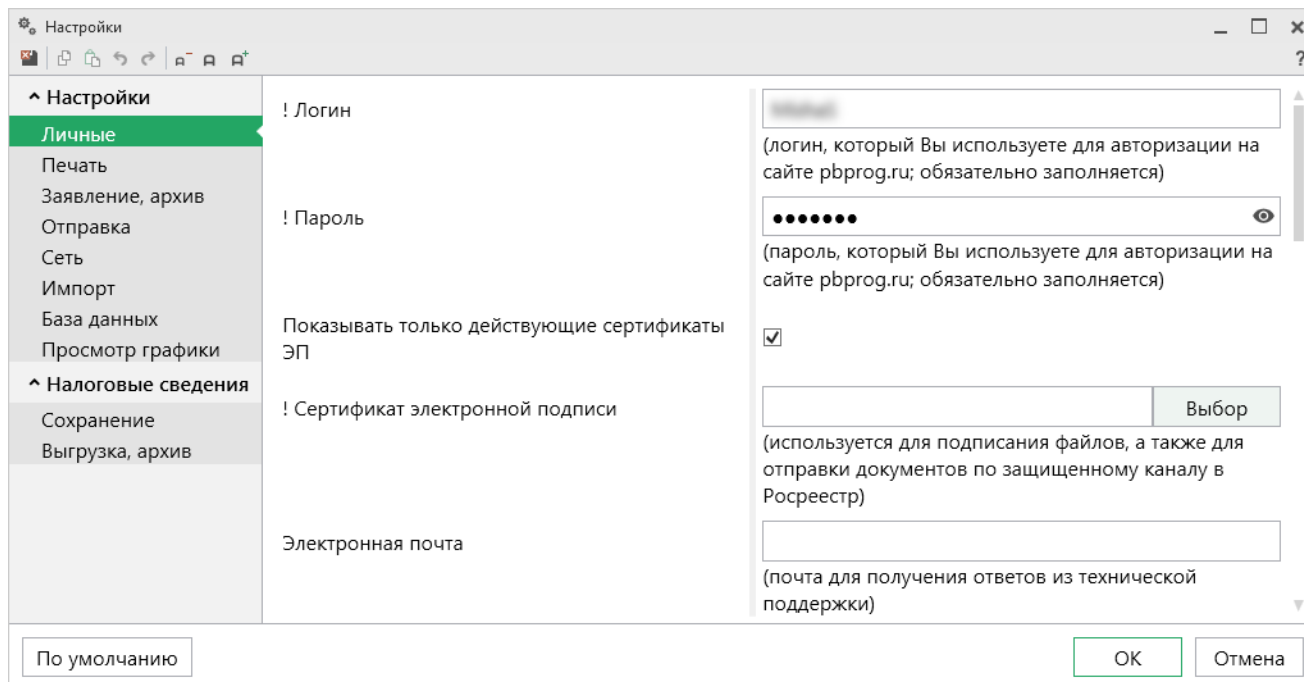 Настройки
?
Настройки
Личные
Печать
Заявление, архив
Отправка
Сеть
Импорт
База данных
Просмотр графики
Налоговые сведения
Сохранение
Выгрузка, архив
! Логин
(логин, который Вы используете для авторизации на
сайте pbprog.ru; обязательно заполняется)
! Пароль
(пароль, который Вы используете для авторизации на
сайте pbprog.ru; обязательно заполняется)
Показывать только действующие сертификаты
ЭП
! Сертификат электронной подписи
Выбор
(используется для подписания файлов, а также для
отправки документов по защищенному каналу в
Росреестр)
Электронная почта
(почта для получения ответов из технической
поддержки)
По умолчанию
ОК
Отмена